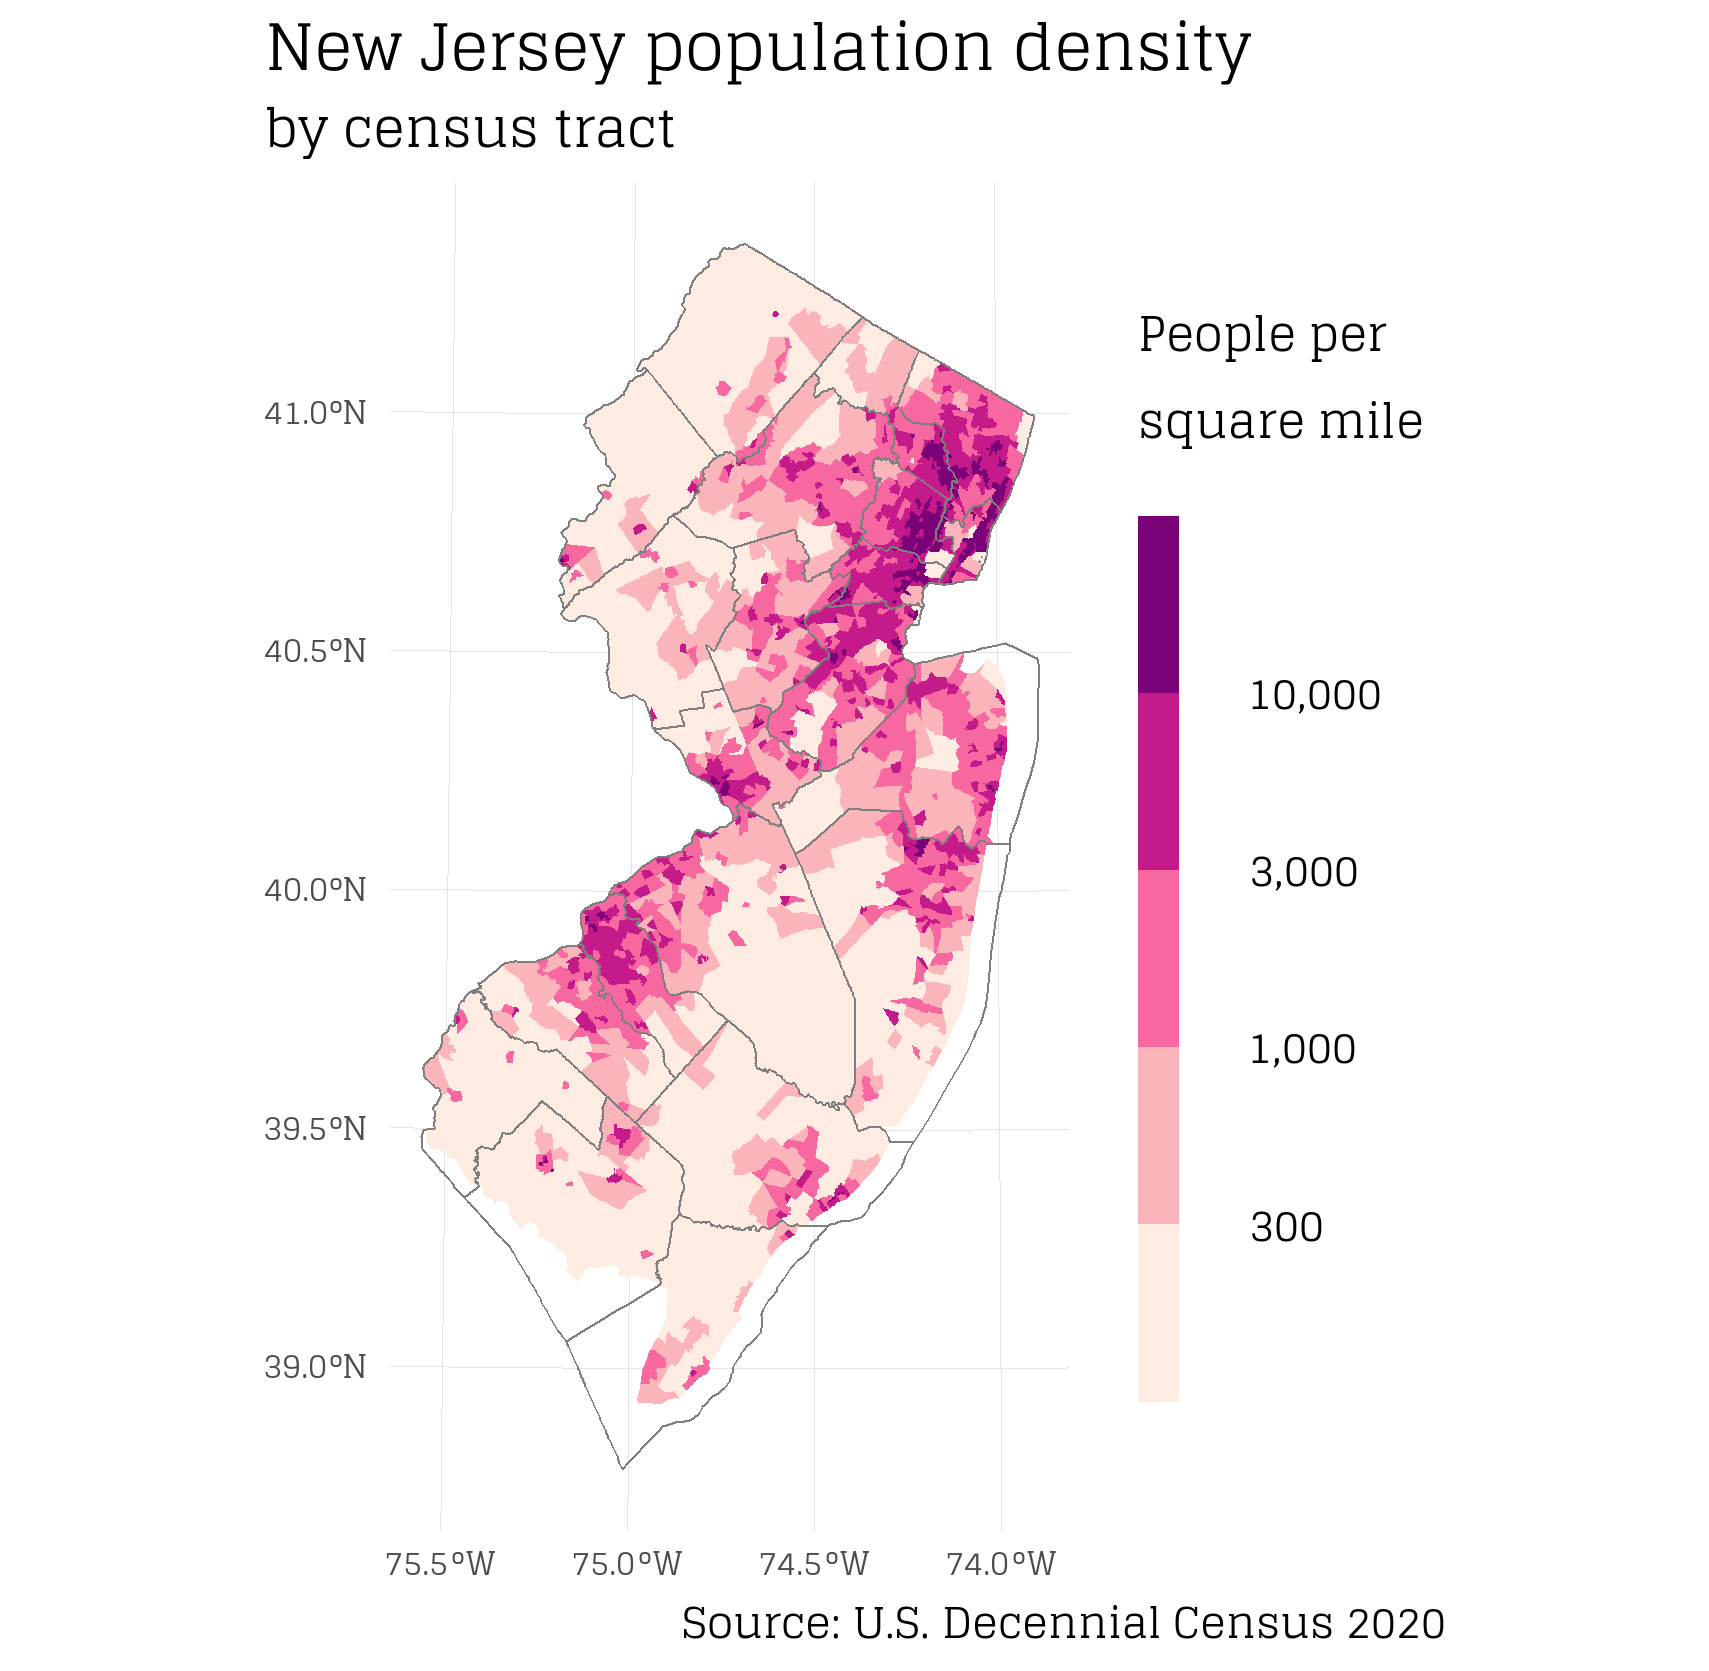 New Jersey population density
by census tract
People per
square mile
10,000
3,000
1,000
300
41.0°N
40.5°N
40.0°N
39.5°N
39.0°N
75.5°W
75.0°W
74.5°W
74.0°W
Source: U.S. Decennial Census 2020